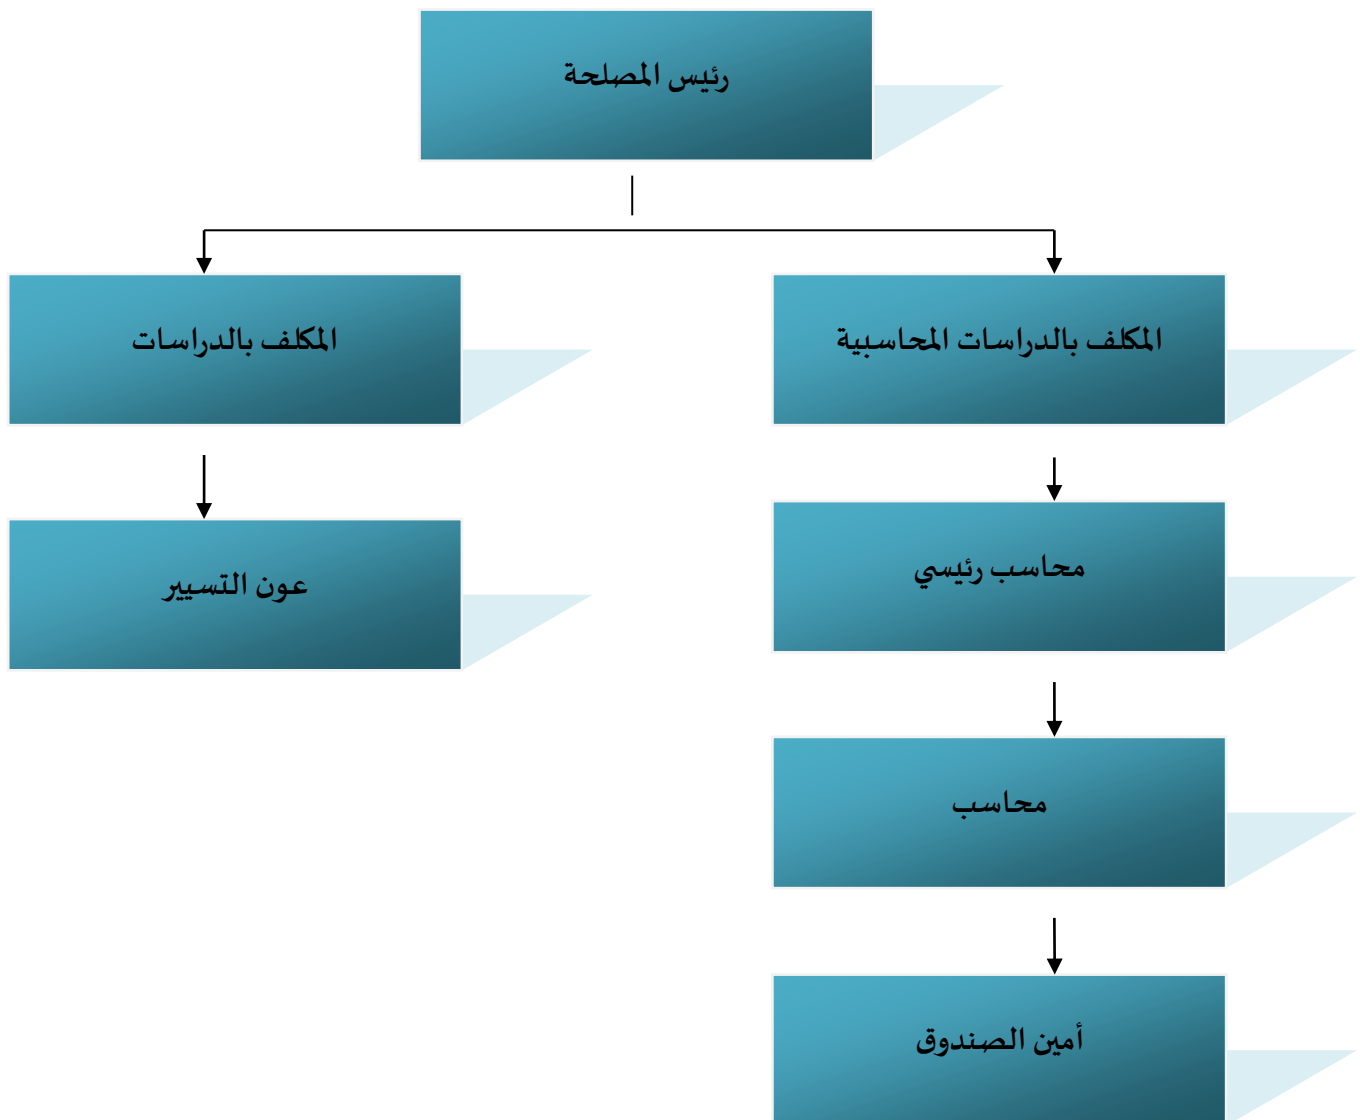 رئيس المصلحة
المكلف بالدراسات المحاسبية
المكلف بالدراسات
محاسب رئيسي
عون التسيير
محاسب
أمين الصندوق